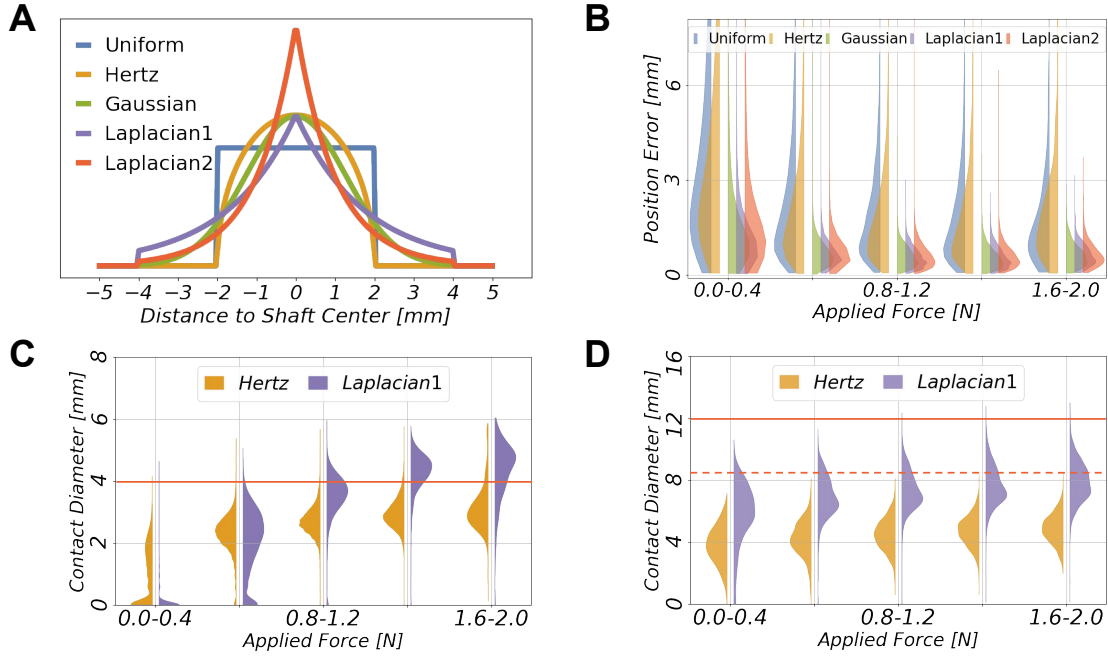 A
Uniform
Hertz
Gaussian
Laplacian1
Laplacian2
−5 −4 −3 −2 −1 0 1 2 3 4 5
Distance to Shaft Center [mm]
B
Uniform Hertz Gaussian Laplacian1 Laplacian2
6
3
0
Position Error [mm]
0.0-0.4 0.8-1.2 1.6-2.0
Applied Force [N]
C
Hertz Laplacian1
8
6
4
2
0
Contact Diameter [mm]
0.0-0.4 0.8-1.2 1.6-2.0
Applied Force [N]
D
Hertz Laplacian1
16
12
8
4
0
Contact Diameter [mm]
0.0-0.4 0.8-1.2 1.6-2.0
Applied Force [N]